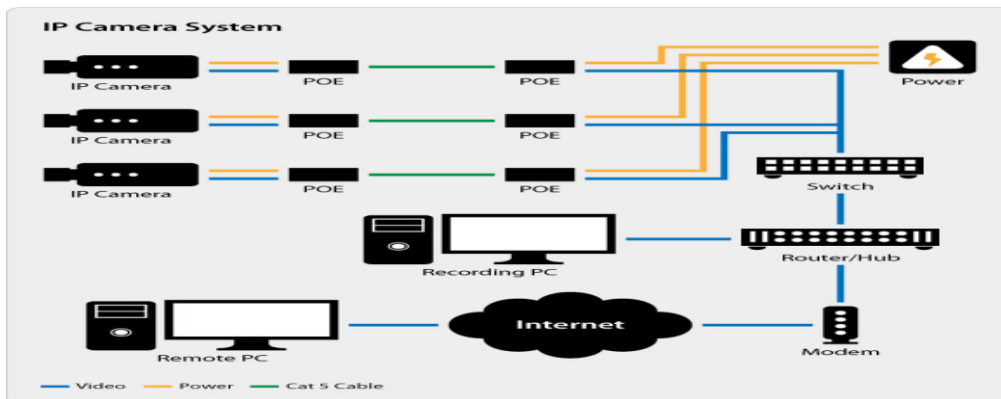 IP Camera System
IP Camera
POE
POE
Power
IP Camera
POE
POE
IP Camera
POE
POE
Switch
Recording PC
Router/Hub
Internet
Remote PC
Modem
Video
Power
Cat 5 Cable